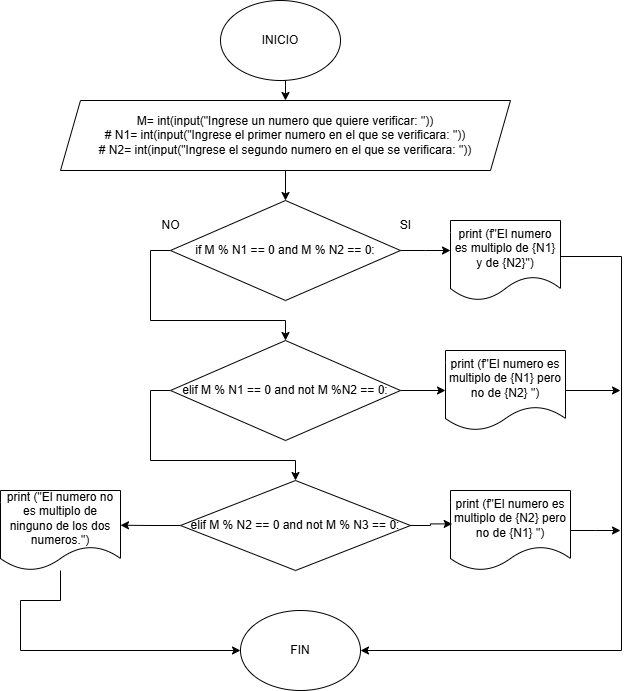 INICIO
M= int(input("Ingrese un numero que quiere verificar: "))
# N1= int(input("Ingrese el primer numero en el que se verificara: "))
# N2= int(input("Ingrese el segundo numero en el que se verificara: "))
NO
SI
if M % N1 == 0 and M % N2 == 0:
print (f"El numero
es multiplo de {N1}
y de {N2}")
elif M % N1 == 0 and not M %N2 == 0:
print (f"El numero es
multiplo de {N1} pero
no de {N2} ")
print ("El numero no
es multiplo de
ninguno de los dos
numeros.")
elif M % N2 == 0 and not M % N3 == 0:
print (f"El numero es
multiplo de {N2} pero
no de {N1} ")
FIN